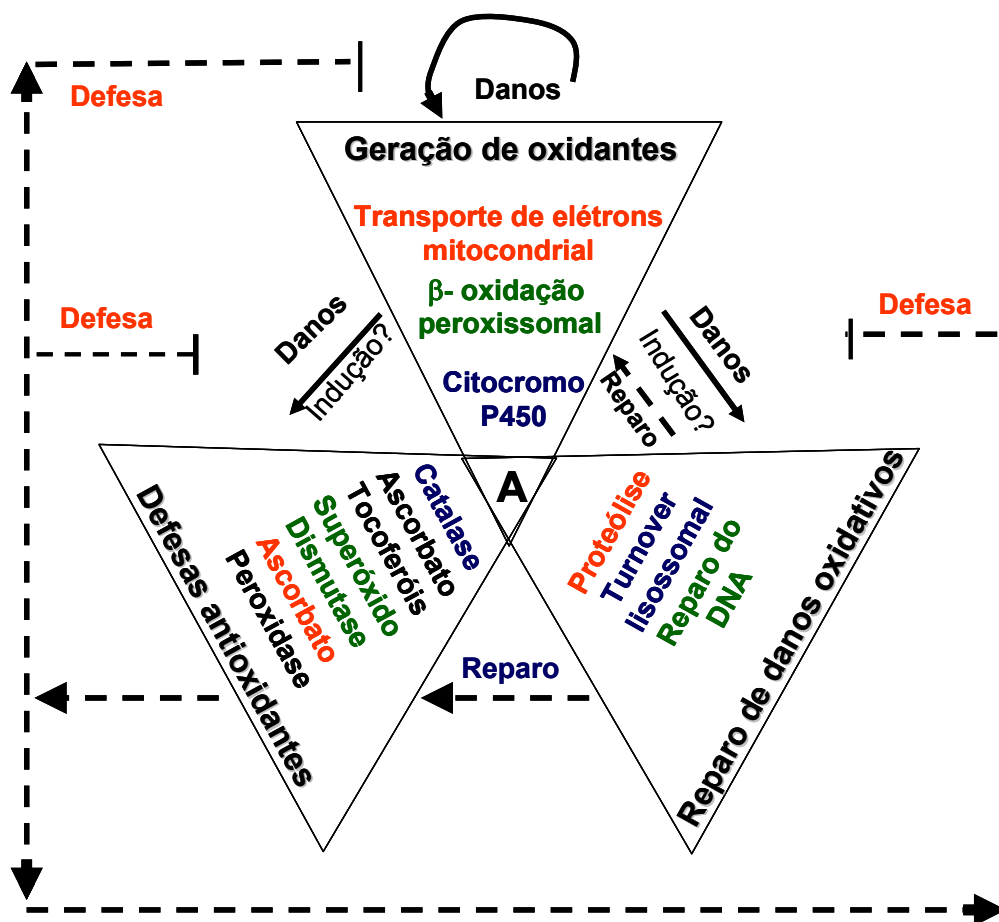 Defesa
Danos
Geração de oxidantes
Transporte de elétrons
mitocondrial
β- oxidação
peroxissomal
Citocromo
P450
Defesa
Danos
Indução?
Danos
Indução?
Reparo
Defesa
A
Defesas antioxidantes
Peroxidase
Ascorbato
Dismutase
Superóxido
Tocoferóis
Ascorbato
Catalase
Proteólise
Turnover
lisossomal
Reparo do
DNA
Reparo de danos oxidativos
Reparo